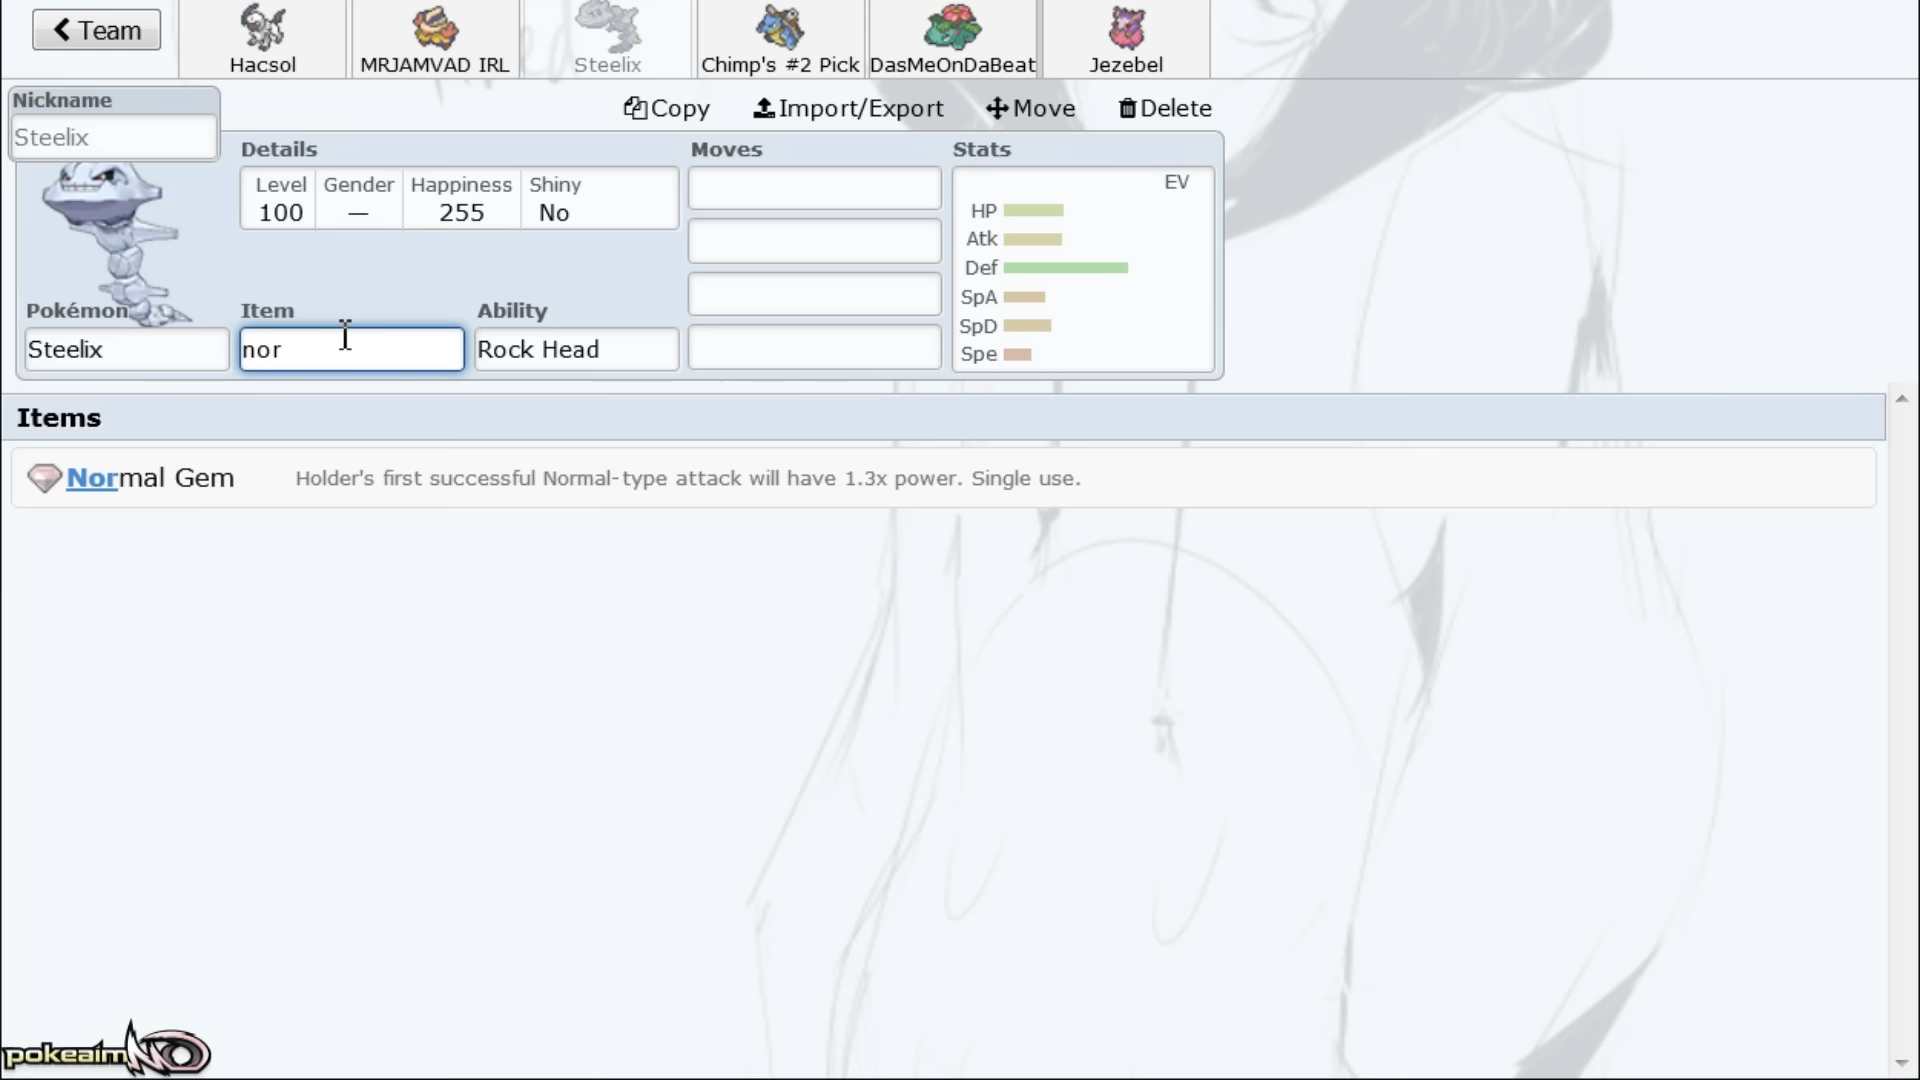 Team
Hacsol
MRJAMVAD IRL
Steelix
Chimp's #2 Pick
DasMeOnDaBeat
Jezebel
Nickname
Steelix
Copy
Import/Export
Move
Delete
Details
Moves
Stats
Level
Gender
Happiness
Shiny
100
—
255
No
EV
HP
Atk
Def
SpA
SpD
Spe
Pokémon
Item
Ability
Steelix
nor
Rock Head
Items
Normal Gem
Holder's first successful Normal-type attack will have 1.3x power. Single use.
pokeaim